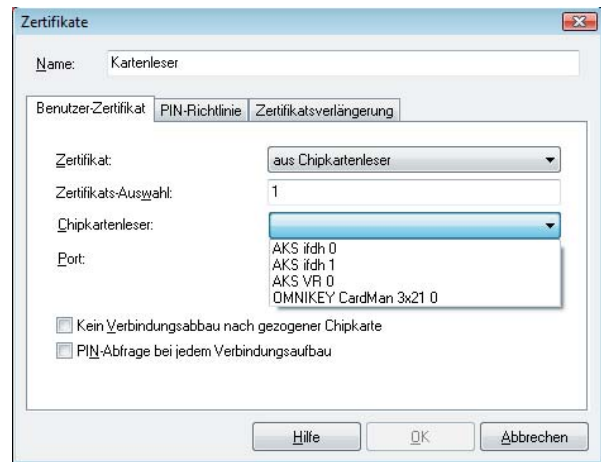 Zertifikate
Name: Kartenleser
Benutzer-Zertifikat PIN-Richtlinie Zertifikatsverlängerung
Zertifikat: aus Chipkartenleser
Zertifikats-Auswahl: 1
Chipkartenleser:
AKS ifdh 0
Port: AKS ifdh 1
AKS VR 0
OMNIKEY CardMan 3x21 0
Kein Verbindungsabbau nach gezogener Chipkarte
PIN-Abfrage bei jedem Verbindungsaufbau
Hilfe OK Abbrechen